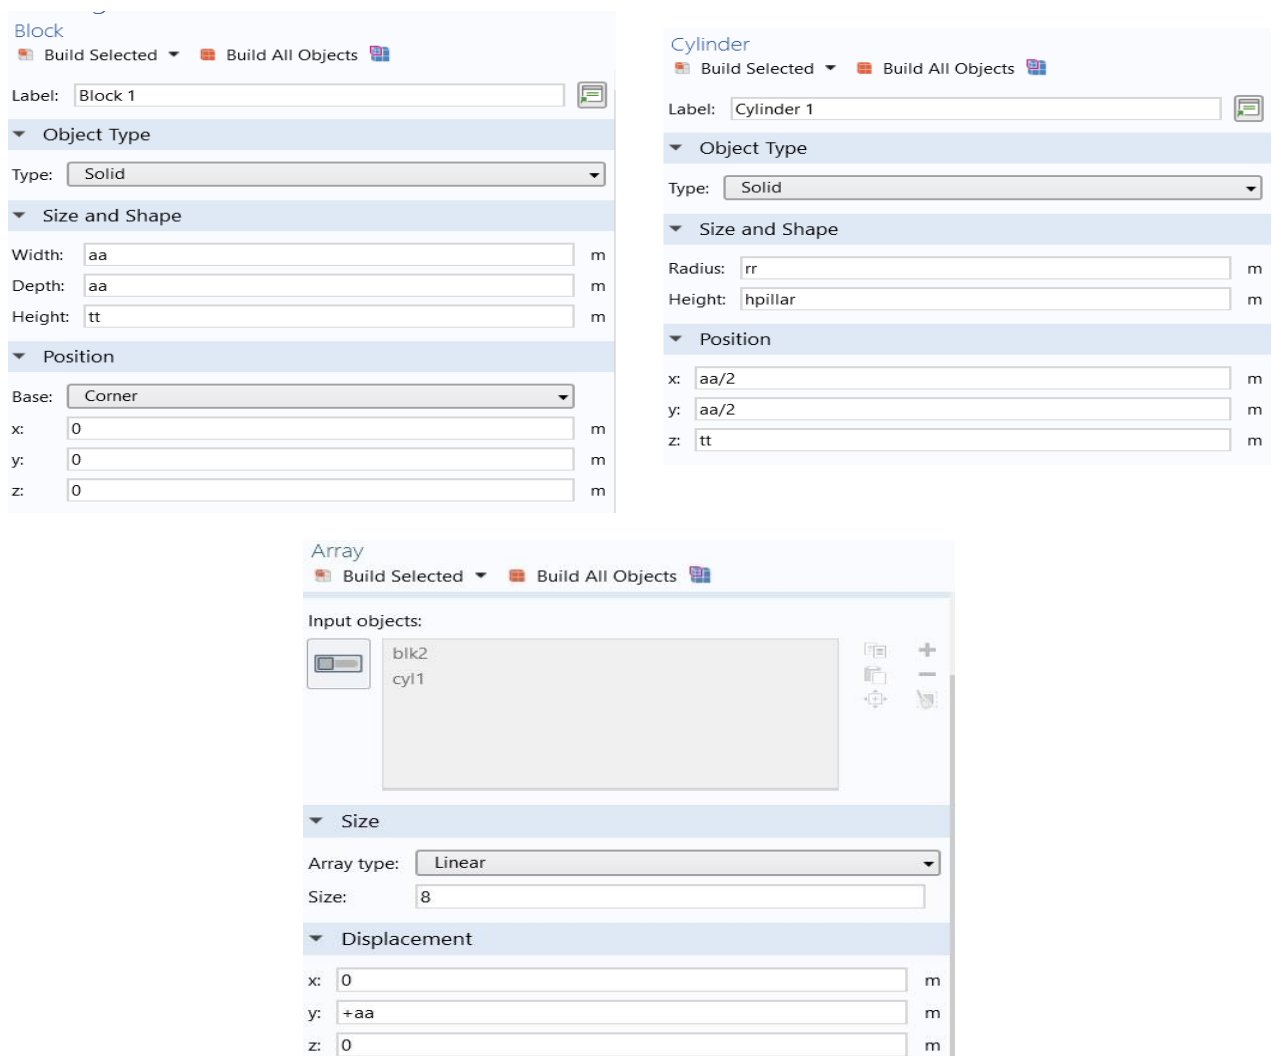 Block
Build Selected Build All Objects
Label: Block 1
Object Type
Type: Solid
Size and Shape
Width: aa m
Depth: aa m
Height: tt m
Position
Base: Corner
x: 0 m
y: 0 m
z: 0 m
Cylinder
Build Selected Build All Objects
Label: Cylinder 1
Object Type
Type: Solid
Size and Shape
Radius: rr m
Height: hpillar m
Position
x: aa/2 m
y: aa/2 m
z: tt m
Array
Build Selected Build All Objects
Input objects:
blk2
cyl1
Size
Array type: Linear
Size: 8
Displacement
x: 0 m
y: +aa m
z: 0 m